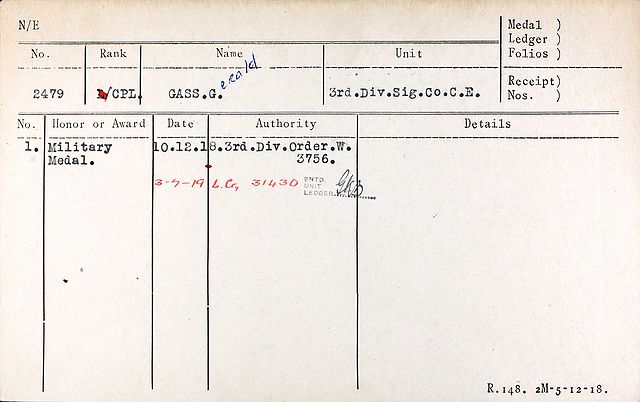 N/E
Medal )
Ledger )
Folios )
No. Rank Name Unit
Receipt)
Nos. )
2479 /CPL. GASS.G.erald 3rd.Div.Sig.Co.C.E.
No. Honor or Award Date Authority Details
1. Military 10.12.18.3rd.Div.Order.W.
Medal. 3756.
3-7-19 L.G. 31430 ENTD. UNIT LEDGER
R.148. 2M-5-12-18.